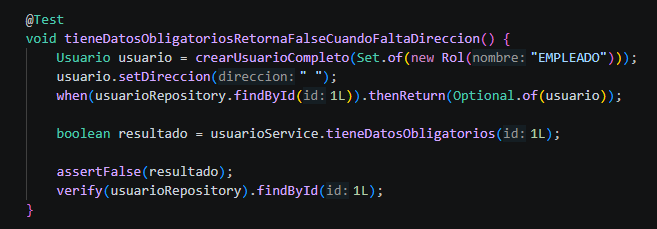 @Test
void tieneDatosObligatoriosRetornaFalseCuandoFaltaDireccion() {
Usuario usuario = crearUsuarioCompleto(Set.of(new Rol(nombre: "EMPLEADO")));
usuario.setDireccion(direccion: " ");
when(usuarioRepository.findById(id: 1L)).thenReturn(Optional.of(usuario));
boolean resultado = usuarioService.tieneDatosObligatorios(id: 1L);
assertFalse(resultado);
verify(usuarioRepository).findById(id: 1L);
}